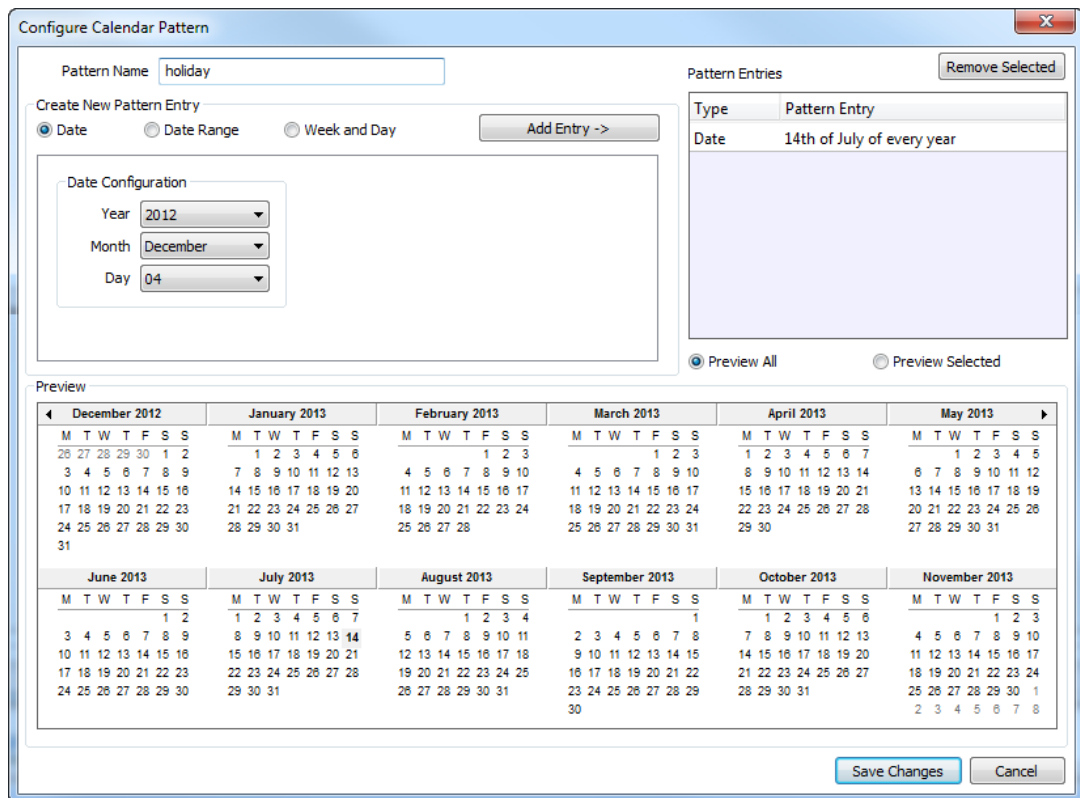 Configure Calendar Pattern
Pattern Name holiday
Pattern Entries
Remove Selected
Create New Pattern Entry
Date Date Range Week and Day Add Entry ->
Type Pattern Entry
Date 14th of July of every year
Date Configuration
Year 2012
Month December
Day 04
Preview All Preview Selected
Preview
December 2012 January 2013 February 2013 March 2013 April 2013 May 2013
M T W T F S S M T W T F S S M T W T F S S M T W T F S S M T W T F S S M T W T F S S
26 27 28 29 30 1 2 1 2 3 4 5 6 1 2 3 1 2 3 1 2 3 4 5 6 7 1 2 3 4 5
3 4 5 6 7 8 9 7 8 9 10 11 12 13 4 5 6 7 8 9 10 4 5 6 7 8 9 10 8 9 10 11 12 13 14 6 7 8 9 10 11 12
10 11 12 13 14 15 16 14 15 16 17 18 19 20 11 12 13 14 15 16 17 11 12 13 14 15 16 17 15 16 17 18 19 20 21 13 14 15 16 17 18 19
17 18 19 20 21 22 23 21 22 23 24 25 26 27 18 19 20 21 22 23 24 18 19 20 21 22 23 24 22 23 24 25 26 27 28 20 21 22 23 24 25 26
24 25 26 27 28 29 30 28 29 30 31 25 26 27 28 25 26 27 28 29 30 31 29 30 27 28 29 30 31
31
June 2013 July 2013 August 2013 September 2013 October 2013 November 2013
M T W T F S S M T W T F S S M T W T F S S M T W T F S S M T W T F S S M T W T F S S
1 2 1 2 3 4 5 6 7 1 2 3 4 1 1 2 3 4 5 6 1 2 3
3 4 5 6 7 8 9 8 9 10 11 12 13 14 5 6 7 8 9 10 11 2 3 4 5 6 7 8 7 8 9 10 11 12 13 4 5 6 7 8 9 10
10 11 12 13 14 15 16 15 16 17 18 19 20 21 12 13 14 15 16 17 18 9 10 11 12 13 14 15 14 15 16 17 18 19 20 11 12 13 14 15 16 17
17 18 19 20 21 22 23 22 23 24 25 26 27 28 19 20 21 22 23 24 25 16 17 18 19 20 21 22 21 22 23 24 25 26 27 18 19 20 21 22 23 24
24 25 26 27 28 29 30 29 30 31 26 27 28 29 30 31 23 24 25 26 27 28 29 28 29 30 31 25 26 27 28 29 30 1
30 2 3 4 5 6 7 8
Save Changes Cancel